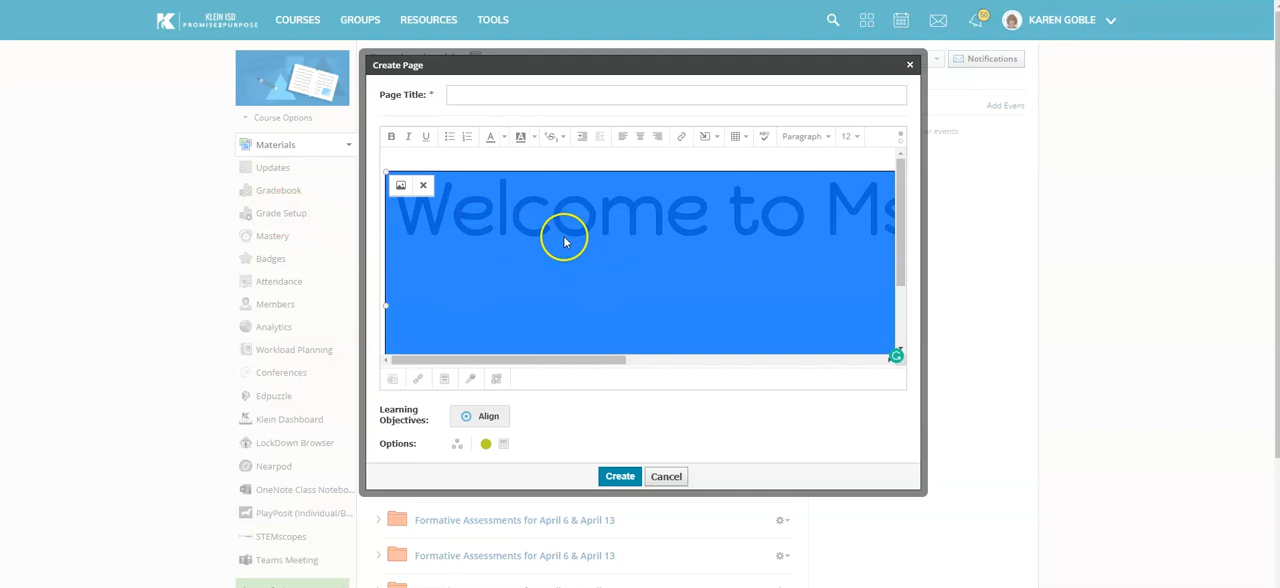 KLEIN ISD
PROMISE2PURPOSE
COURSES
GROUPS
RESOURCES
TOOLS
KAREN GOBLE
Course Options
Materials
Updates
Gradebook
Grade Setup
Mastery
Badges
Attendance
Members
Analytics
Workload Planning
Conferences
Edpuzzle
Klein Dashboard
LockDown Browser
Nearpod
OneNote Class Notebo...
PlayPosit (Individual/B...
STEMscopes
Teams Meeting
Create Page
Page Title: *
B I U
Paragraph
12
Welcome to Ms
Learning
Objectives:
Align
Options:
Create
Cancel
Formative Assessments for April 6 & April 13
Formative Assessments for April 6 & April 13
Notifications
Add Event
er events